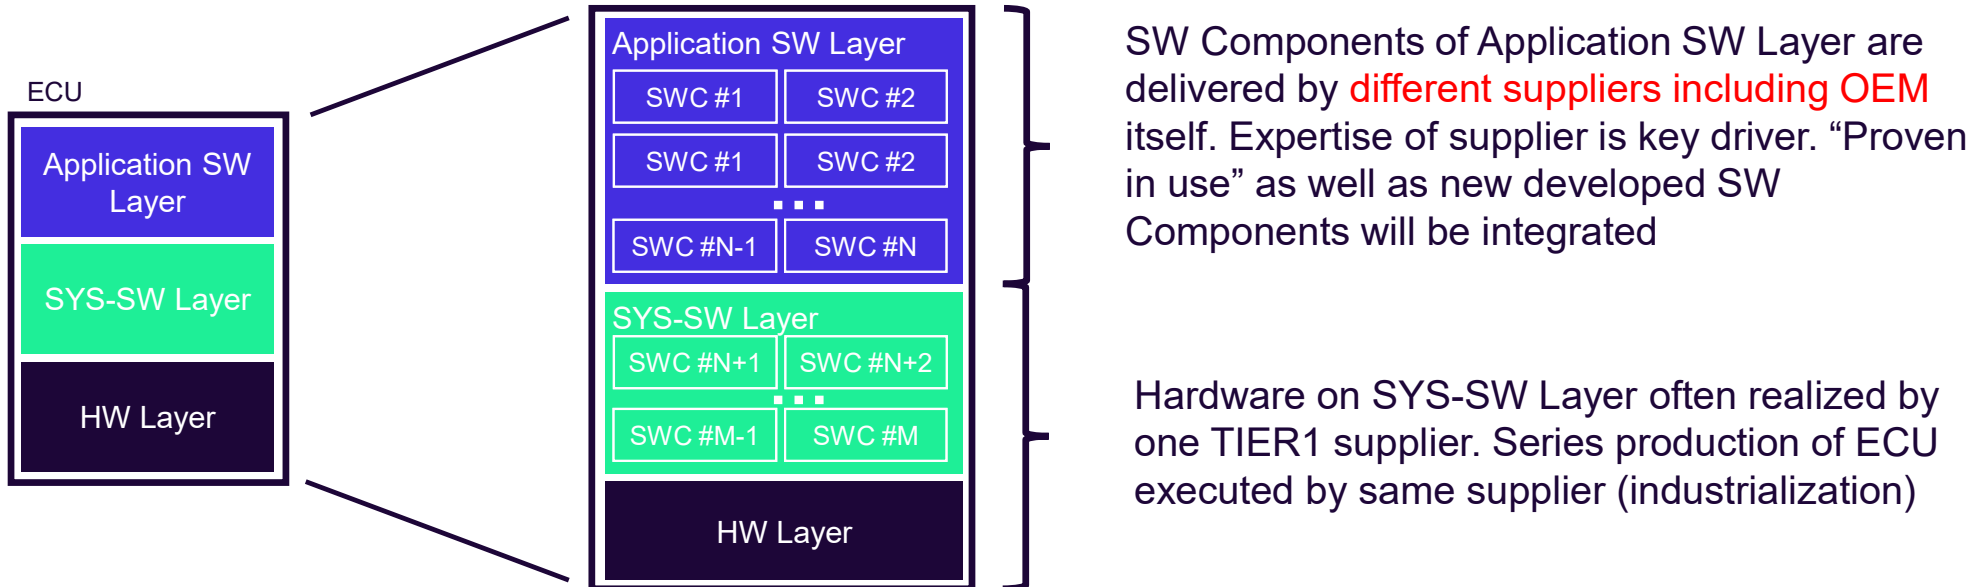 ECU
Application SW
Layer
SYS-SW Layer
HW Layer
Application SW Layer
SWC #1
SWC #2
SWC #1
SWC #2
...
SWC #N-1
SWC #N
SYS-SW Layer
SWC #N+1
SWC #N+2
...
SWC #M-1
SWC #M
HW Layer
SW Components of Application SW Layer are
delivered by different suppliers including OEM
itself. Expertise of supplier is key driver. “Proven
in use” as well as new developed SW
Components will be integrated
Hardware on SYS-SW Layer often realized by
one TIER1 supplier. Series production of ECU
executed by same supplier (industrialization)